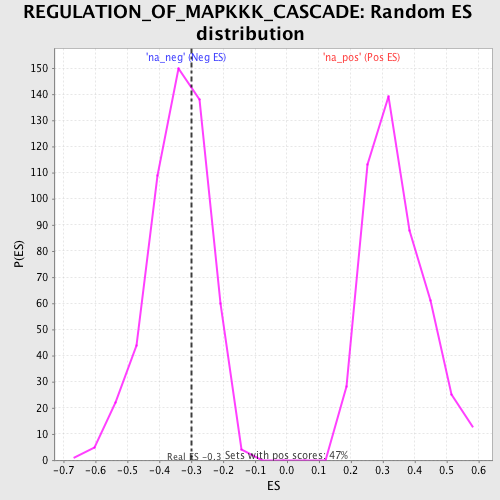 REGULATION_OF_MAPKKK_CASCADE: Random ES
distribution
'na_neg' (Neg ES)
'na_pos' (Pos ES)
150
140
130
120
110
100
90
80
70
60
50
40
30
20
10
0
P(ES)
Real ES -0.3
Sets with pos scores: 47%
-0.7 -0.6 -0.5 -0.4 -0.3 -0.2 -0.1 0.0 0.1 0.2 0.3 0.4 0.5 0.6
ES